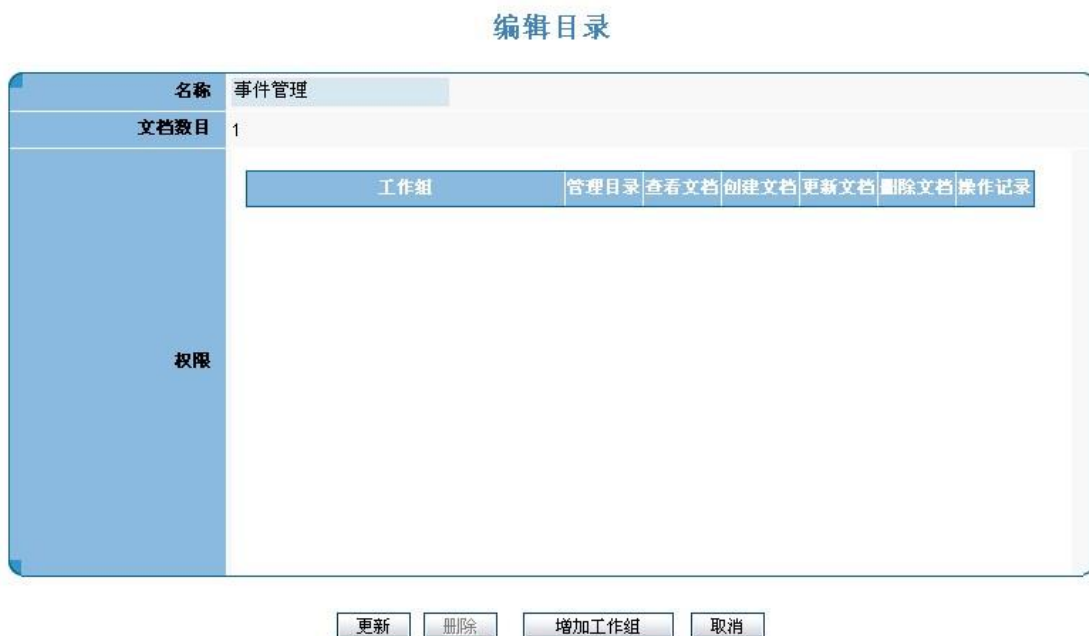 编辑目录
名称 事件管理
文档数目 1
工作组 管理目录 查看文档 创建文档 更新文档 删除文档 操作记录
权限
更新 删除 增加工作组 取消